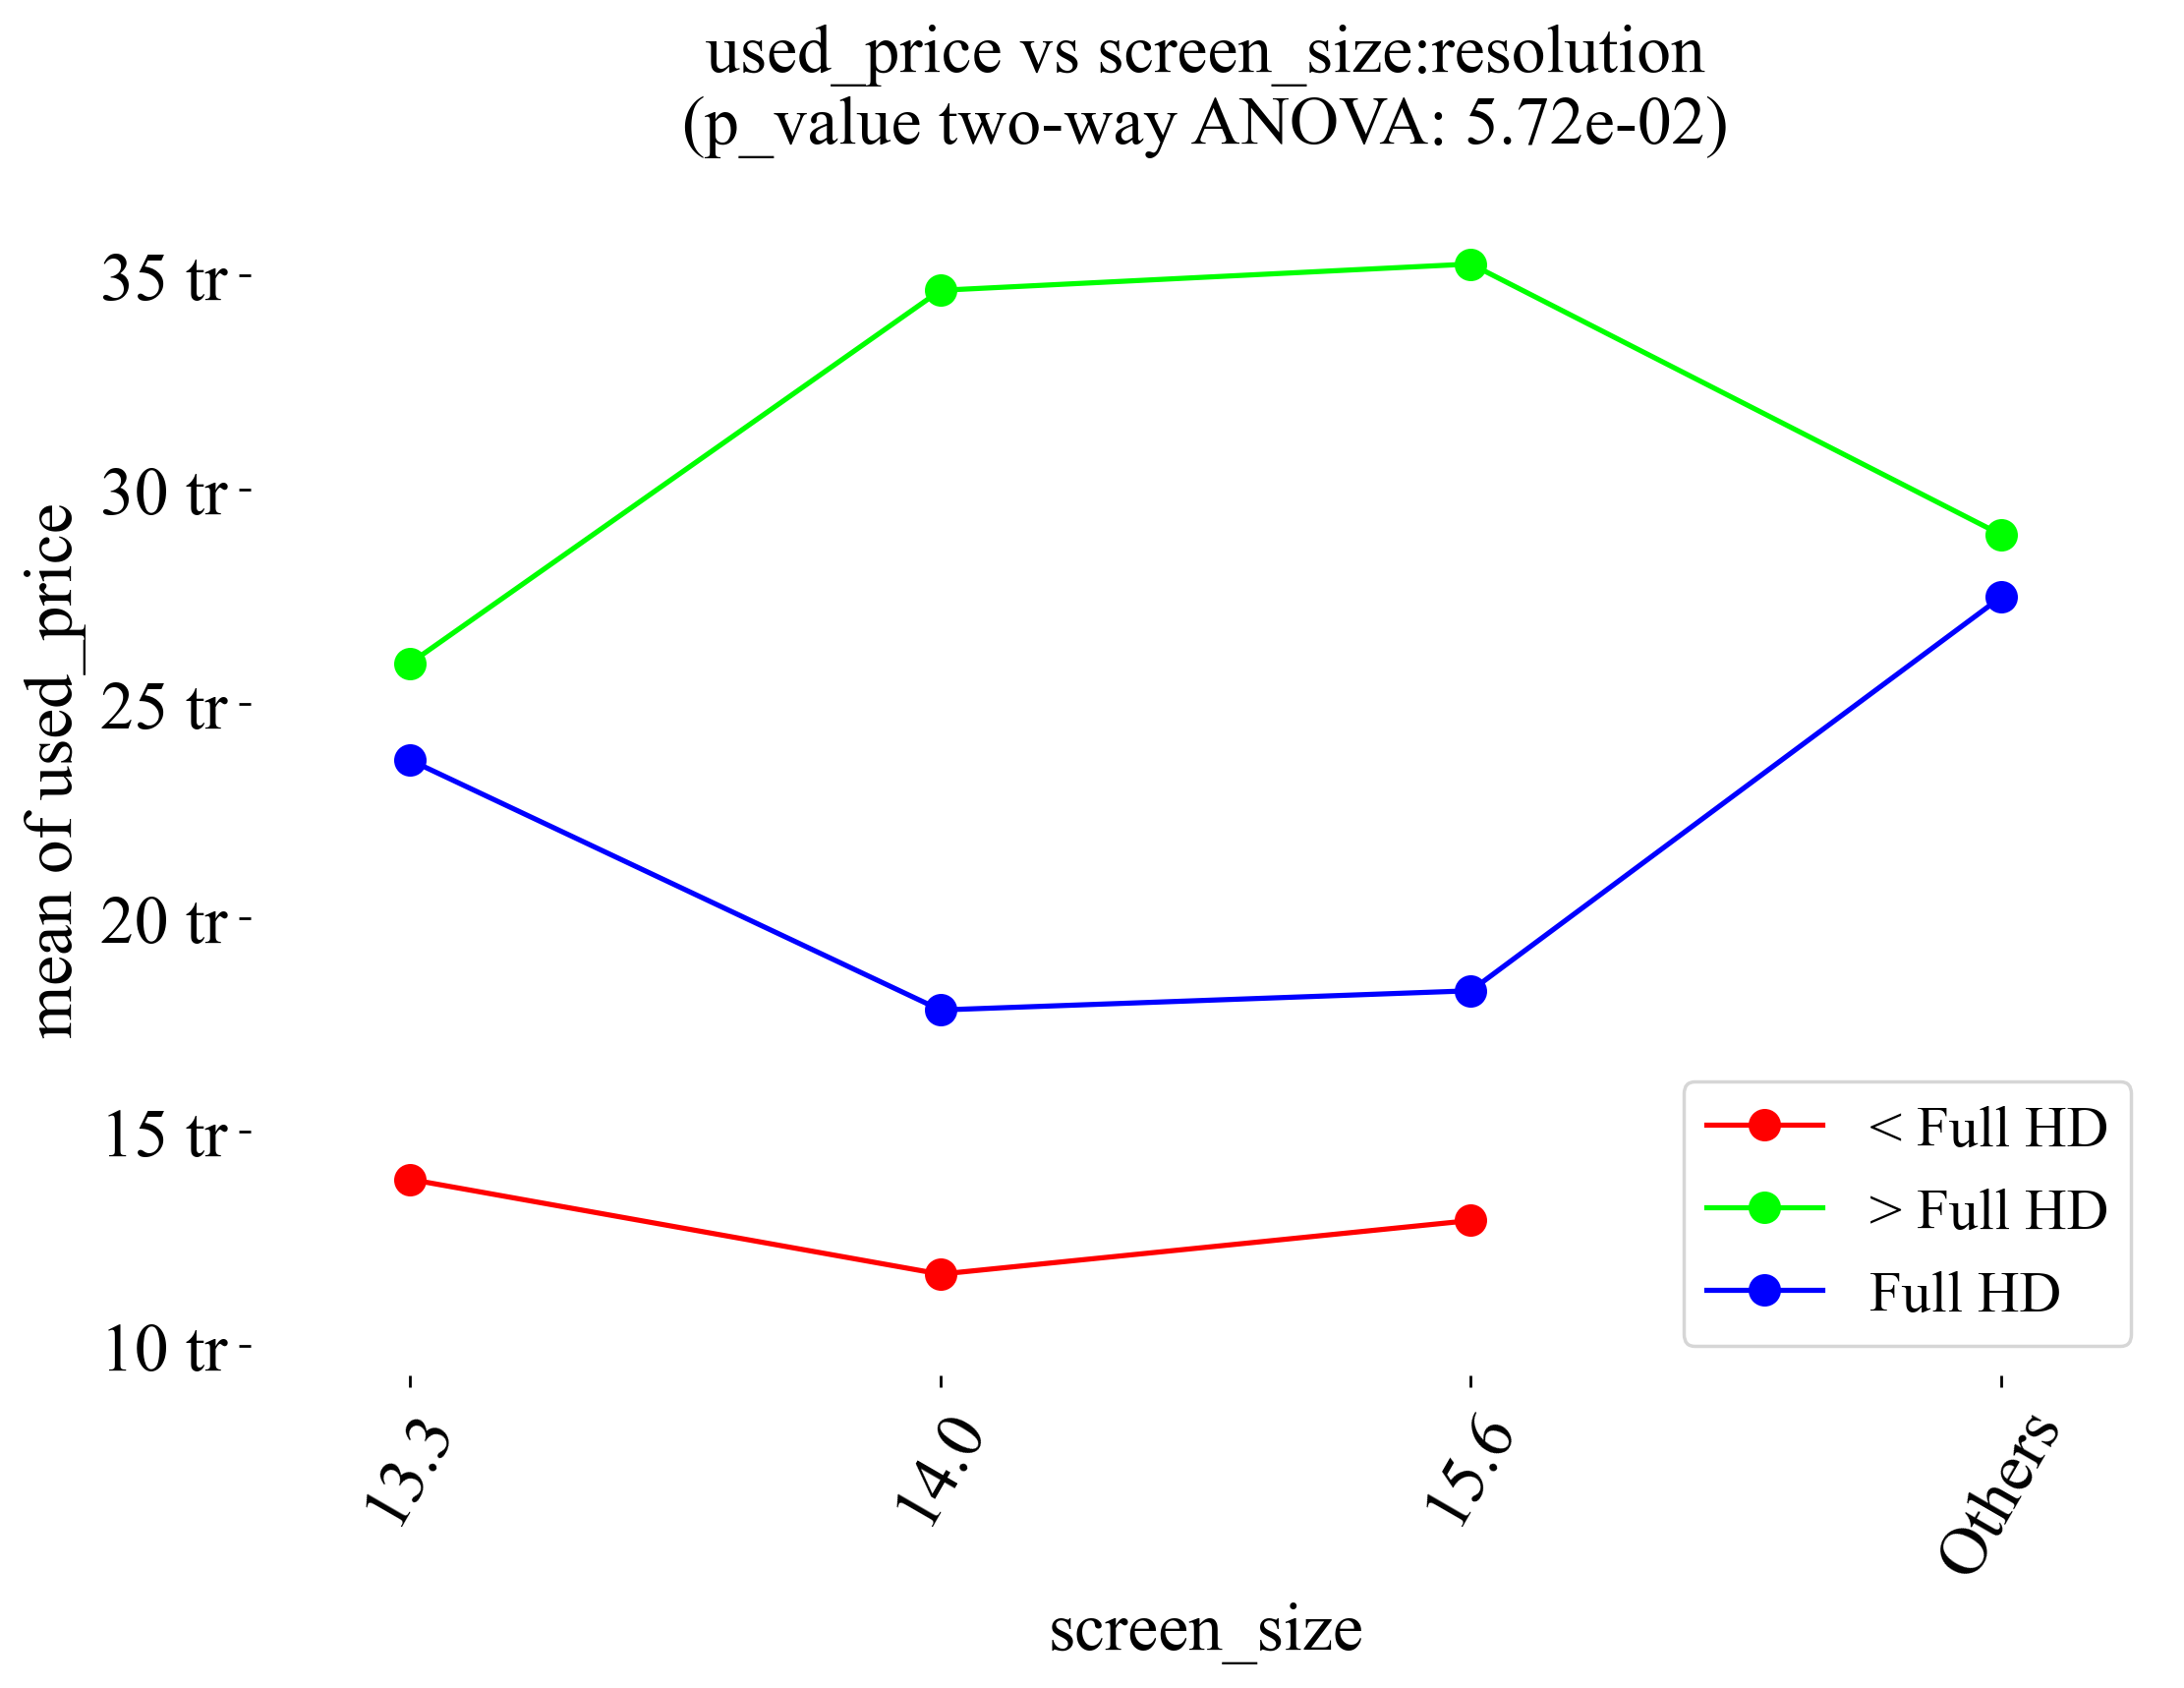 used_price vs screen_size:resolution
(p_value two-way ANOVA: 5.72e-02)
mean of used_price
35 tr
30 tr
25 tr
20 tr
15 tr
10 tr
< Full HD
> Full HD
Full HD
13.3
14.0
15.6
Others
screen_size